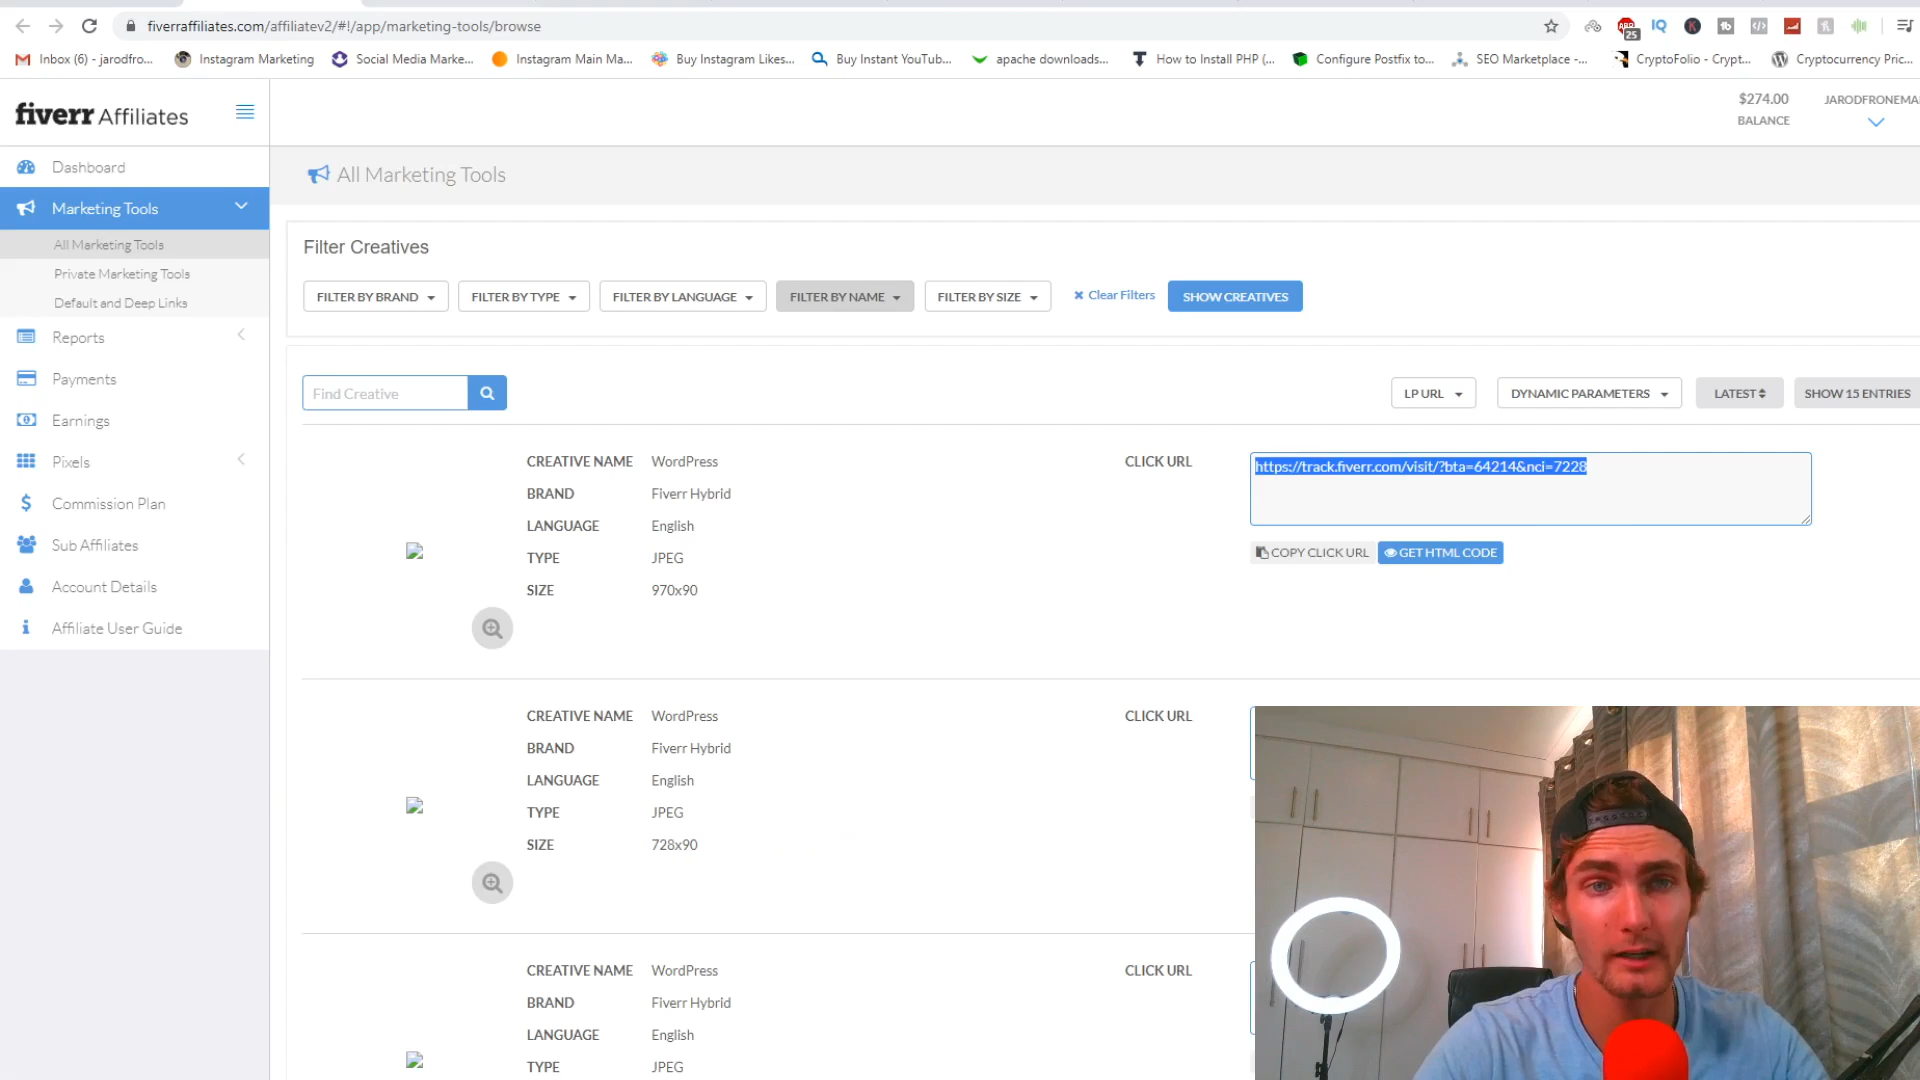 fiverraffiliates.com/affiliatev2/#!/app/marketing-tools/browse
ABP
25
IQ
K
tb
Inbox (6) - jarodfro...
Instagram Marketing
Social Media Marke...
Instagram Main Ma...
Buy Instagram Likes...
Buy Instant YouTub...
apache downloads...
How to Install PHP (...
Configure Postfix to...
SEO Marketplace -...
CryptoFolio - Crypt...
Cryptocurrency Pric...
fiverr Affiliates
$274.00
BALANCE
JARODFRONEMA
Dashboard
Marketing Tools
All Marketing Tools
Private Marketing Tools
Default and Deep Links
Reports
Payments
Earnings
Pixels
Commission Plan
Sub Affiliates
Account Details
Affiliate User Guide
All Marketing Tools
Filter Creatives
FILTER BY BRAND
FILTER BY TYPE
FILTER BY LANGUAGE
FILTER BY NAME
FILTER BY SIZE
Clear Filters
SHOW CREATIVES
Find Creative
LP URL
DYNAMIC PARAMETERS
LATEST
SHOW 15 ENTRIES
CREATIVE NAME WordPress
BRAND Fiverr Hybrid
LANGUAGE English
TYPE JPEG
SIZE 970x90
CLICK URL
https://track.fiverr.com/visit/?bta=64214&nci=7228
COPY CLICK URL
GET HTML CODE
CREATIVE NAME WordPress
BRAND Fiverr Hybrid
LANGUAGE English
TYPE JPEG
SIZE 728x90
CLICK URL
CREATIVE NAME WordPress
BRAND Fiverr Hybrid
LANGUAGE English
TYPE JPEG
CLICK URL